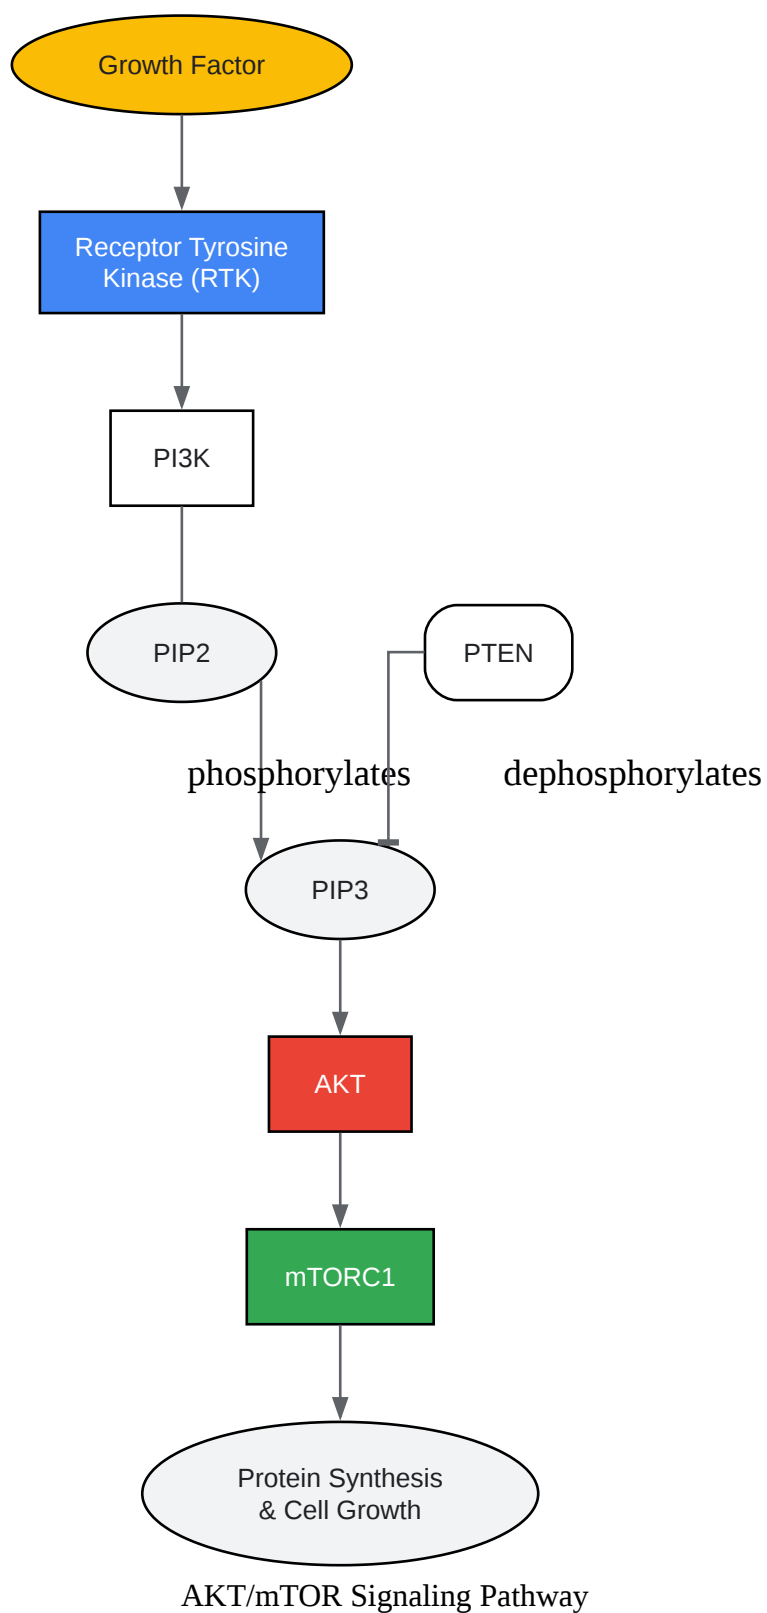 Growth Factor
Receptor Tyrosine
Kinase (RTK)
PI3K
PIP2
PTEN
phosphorylates
dephosphorylates
PIP3
AKT
mTORC1
Protein Synthesis
& Cell Growth
AKT/mTOR Signaling Pathway